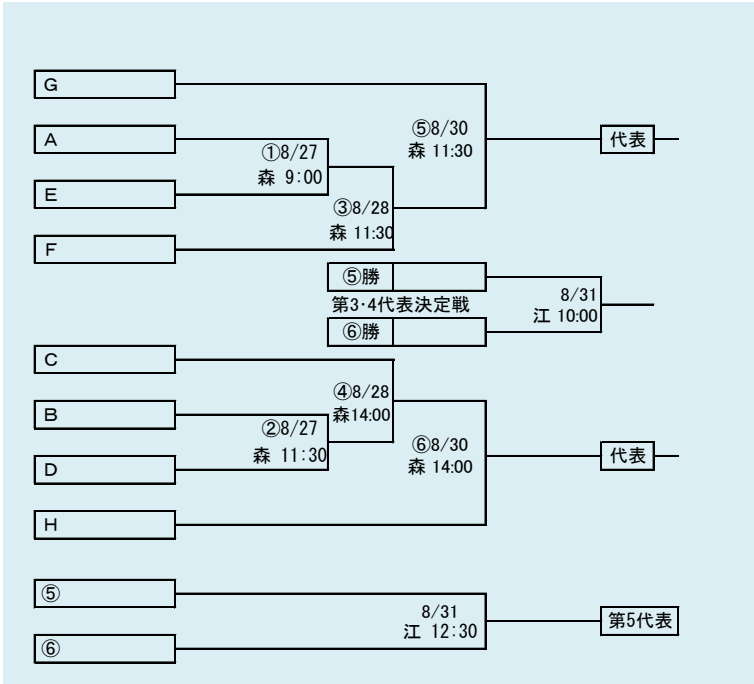 G
A
①8/27
森 9:00
E
F
③8/28
森 11:30
⑤8/30
森 11:30
代表
⑤勝
第3・4代表決定戦
⑥勝
8/31
江 10:00
C
B
②8/27
森 11:30
D
H
④8/28
森14:00
⑥8/30
森 14:00
代表
⑤
⑥
8/31
江 12:30
第5代表